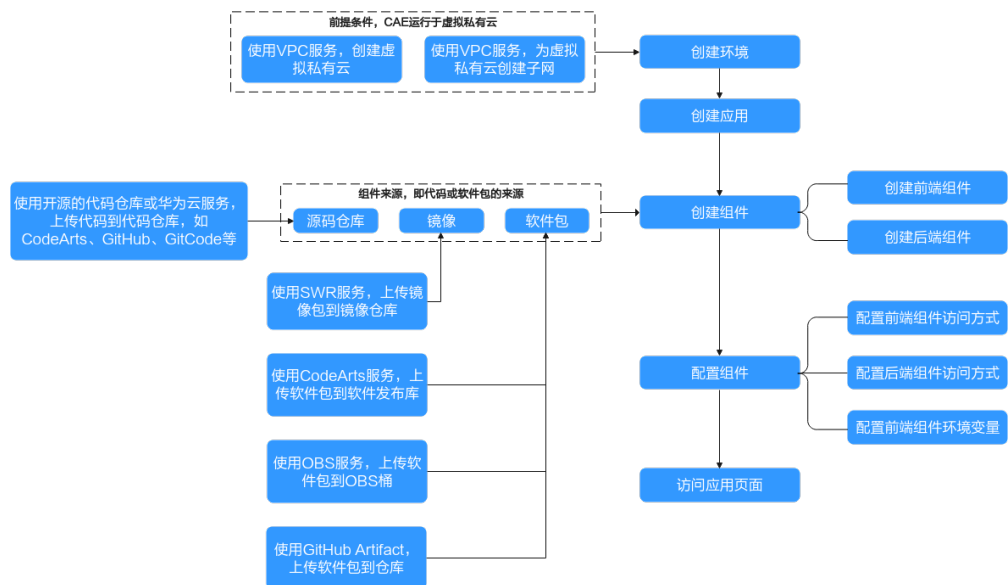 前提条件，CAE运行于虚拟私有云
使用VPC服务，创建虚
拟私有云
使用VPC服务，为虚拟
私有云创建子网
创建环境
创建应用
使用开源的代码仓库或华为云服务，
上传代码到代码仓库，如
CodeArts、GitHub、GitCode等
组件来源，即代码或软件包的来源
源码仓库
镜像
软件包
创建组件
创建前端组件
创建后端组件
使用SWR服务，上传镜
像包到镜像仓库
使用CodeArts服务，上
传软件包到软件发布库
使用OBS服务，上传软
件包到OBS桶
使用GitHub Artifact，
上传软件包到仓库
配置组件
配置前端组件访问方式
配置后端组件访问方式
配置前端组件环境变量
访问应用页面